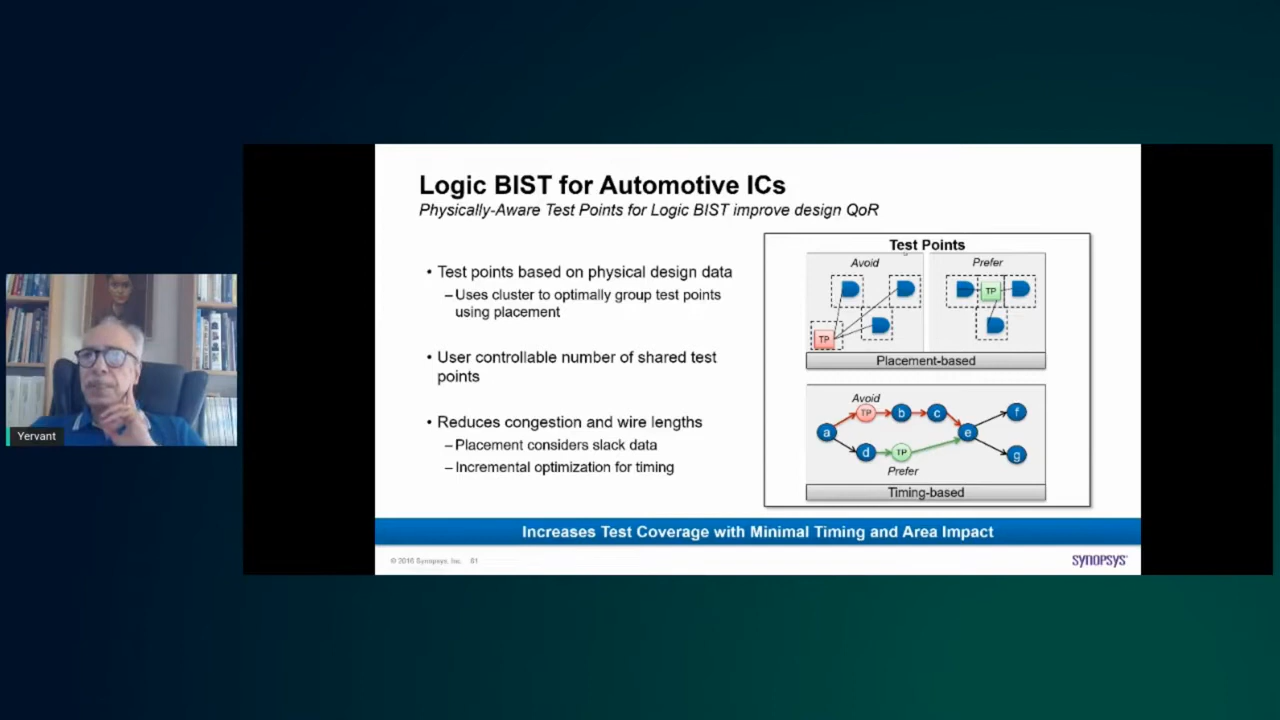 Logic BIST for Automotive ICs
Physically-Aware Test Points for Logic BIST improve design QoR
• Test points based on physical design data
– Uses cluster to optimally group test points
using placement
• User controllable number of shared test
points
• Reduces congestion and wire lengths
– Placement considers slack data
– Incremental optimization for timing
Test Points
Avoid
Prefer
TP
TP
Placement-based
Avoid
TP
a
b
c
d
TP
e
f
g
Prefer
Timing-based
Increases Test Coverage with Minimal Timing and Area Impact
© 2016 Synopsys, Inc. 81
SYNOPSYS
Yervant